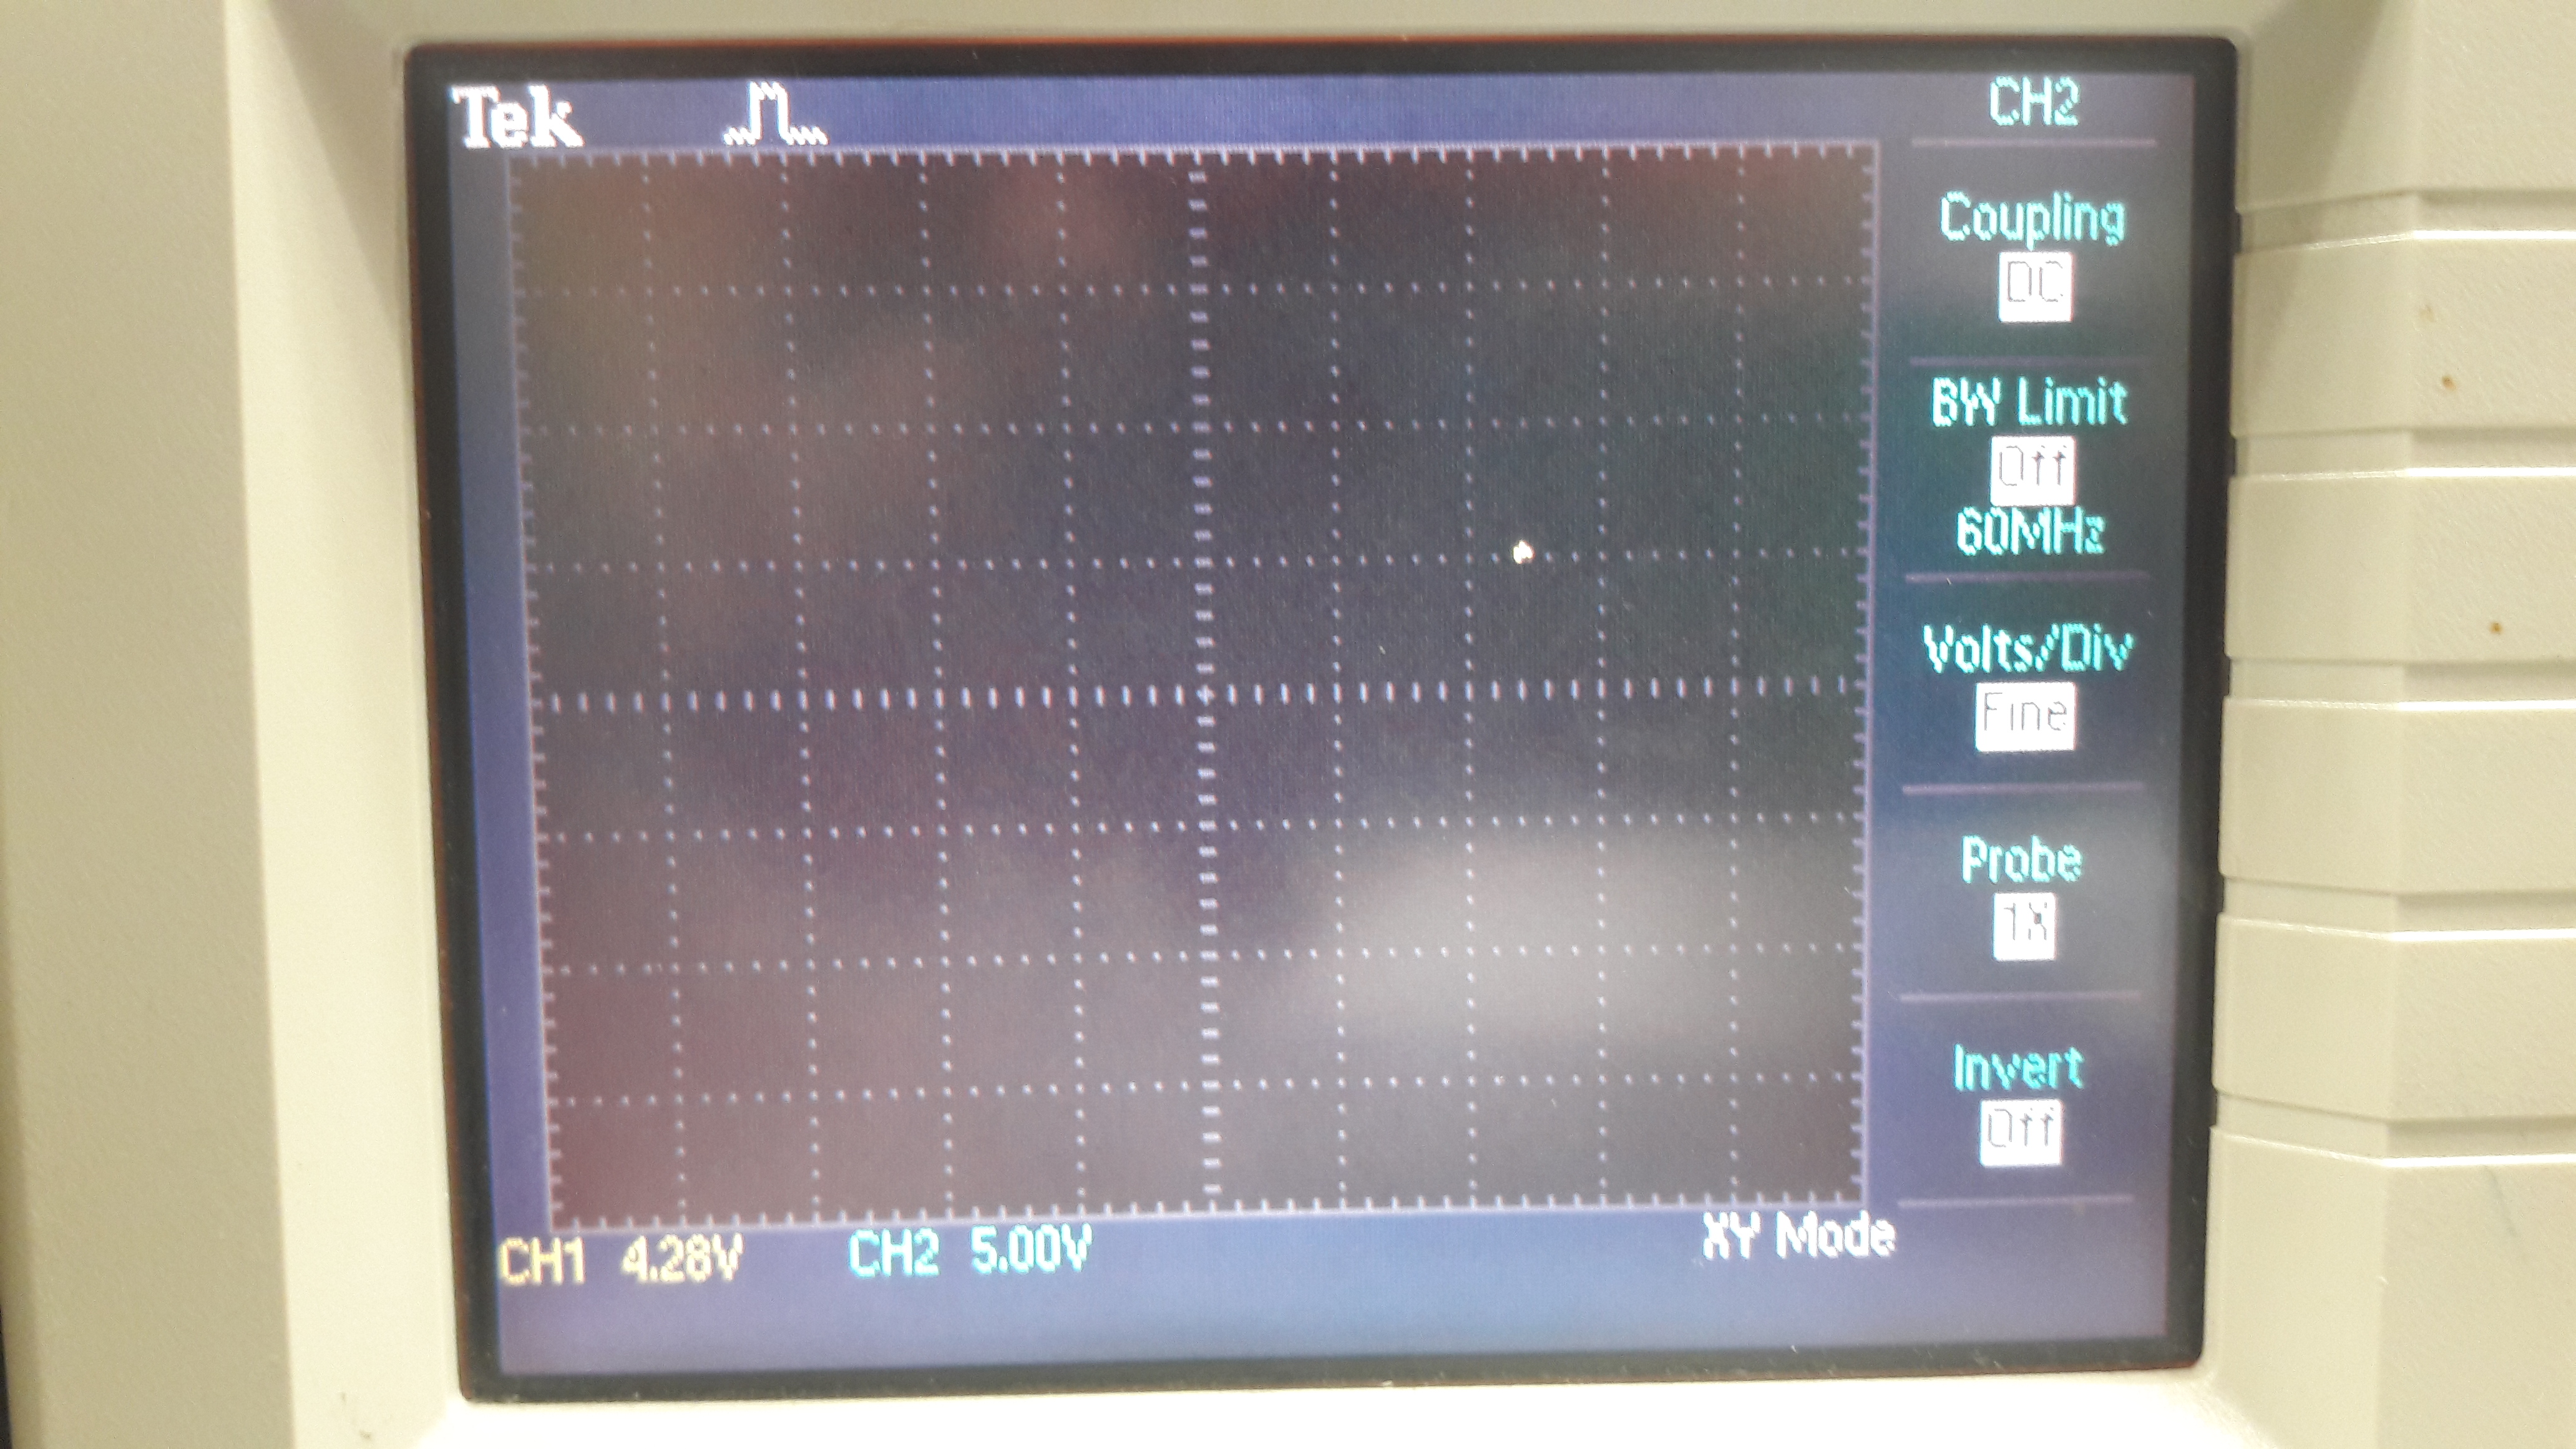 Tek
CH2
Coupling
DC
BW Limit
Off
60MHz
Volts/Div
Fine
Probe
1X
Invert
Off
CH1 4.28V CH2 5.00V XY Mode